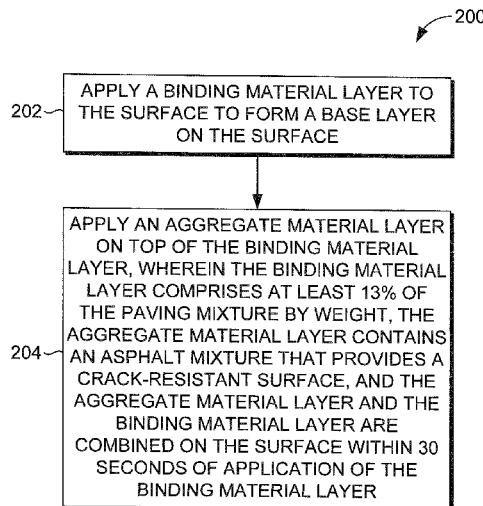 200
202
APPLY A BINDING MATERIAL LAYER TO
THE SURFACE TO FORM A BASE LAYER
ON THE SURFACE
204
APPLY AN AGGREGATE MATERIAL LAYER
ON TOP OF THE BINDING MATERIAL
LAYER, WHEREIN THE BINDING MATERIAL
LAYER COMPRISES AT LEAST 13% OF
THE PAVING MIXTURE BY WEIGHT, THE
AGGREGATE MATERIAL LAYER CONTAINS
AN ASPHALT MIXTURE THAT PROVIDES A
CRACK-RESISTANT SURFACE, AND THE
AGGREGATE MATERIAL LAYER AND THE
BINDING MATERIAL LAYER ARE
COMBINED ON THE SURFACE WITHIN 30
SECONDS OF APPLICATION OF THE
BINDING MATERIAL LAYER